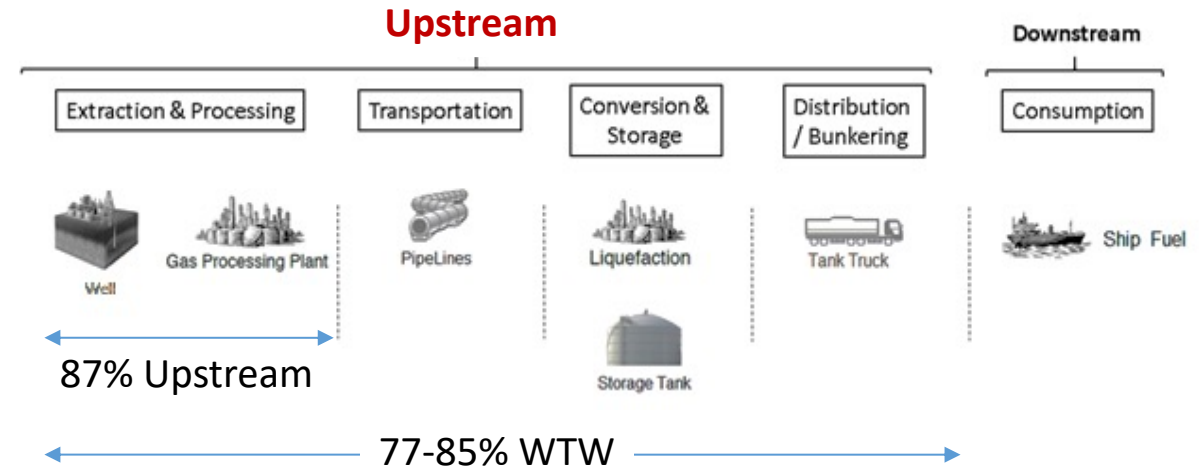 Upstream
Downstream
Extraction & Processing
Transportation
Conversion &
Storage
Distribution
/ Bunkering
Consumption
Well
Gas Processing Plant
PipeLines
Liquefaction
Storage Tank
Tank Truck
Ship Fuel
87% Upstream
77-85% WTW